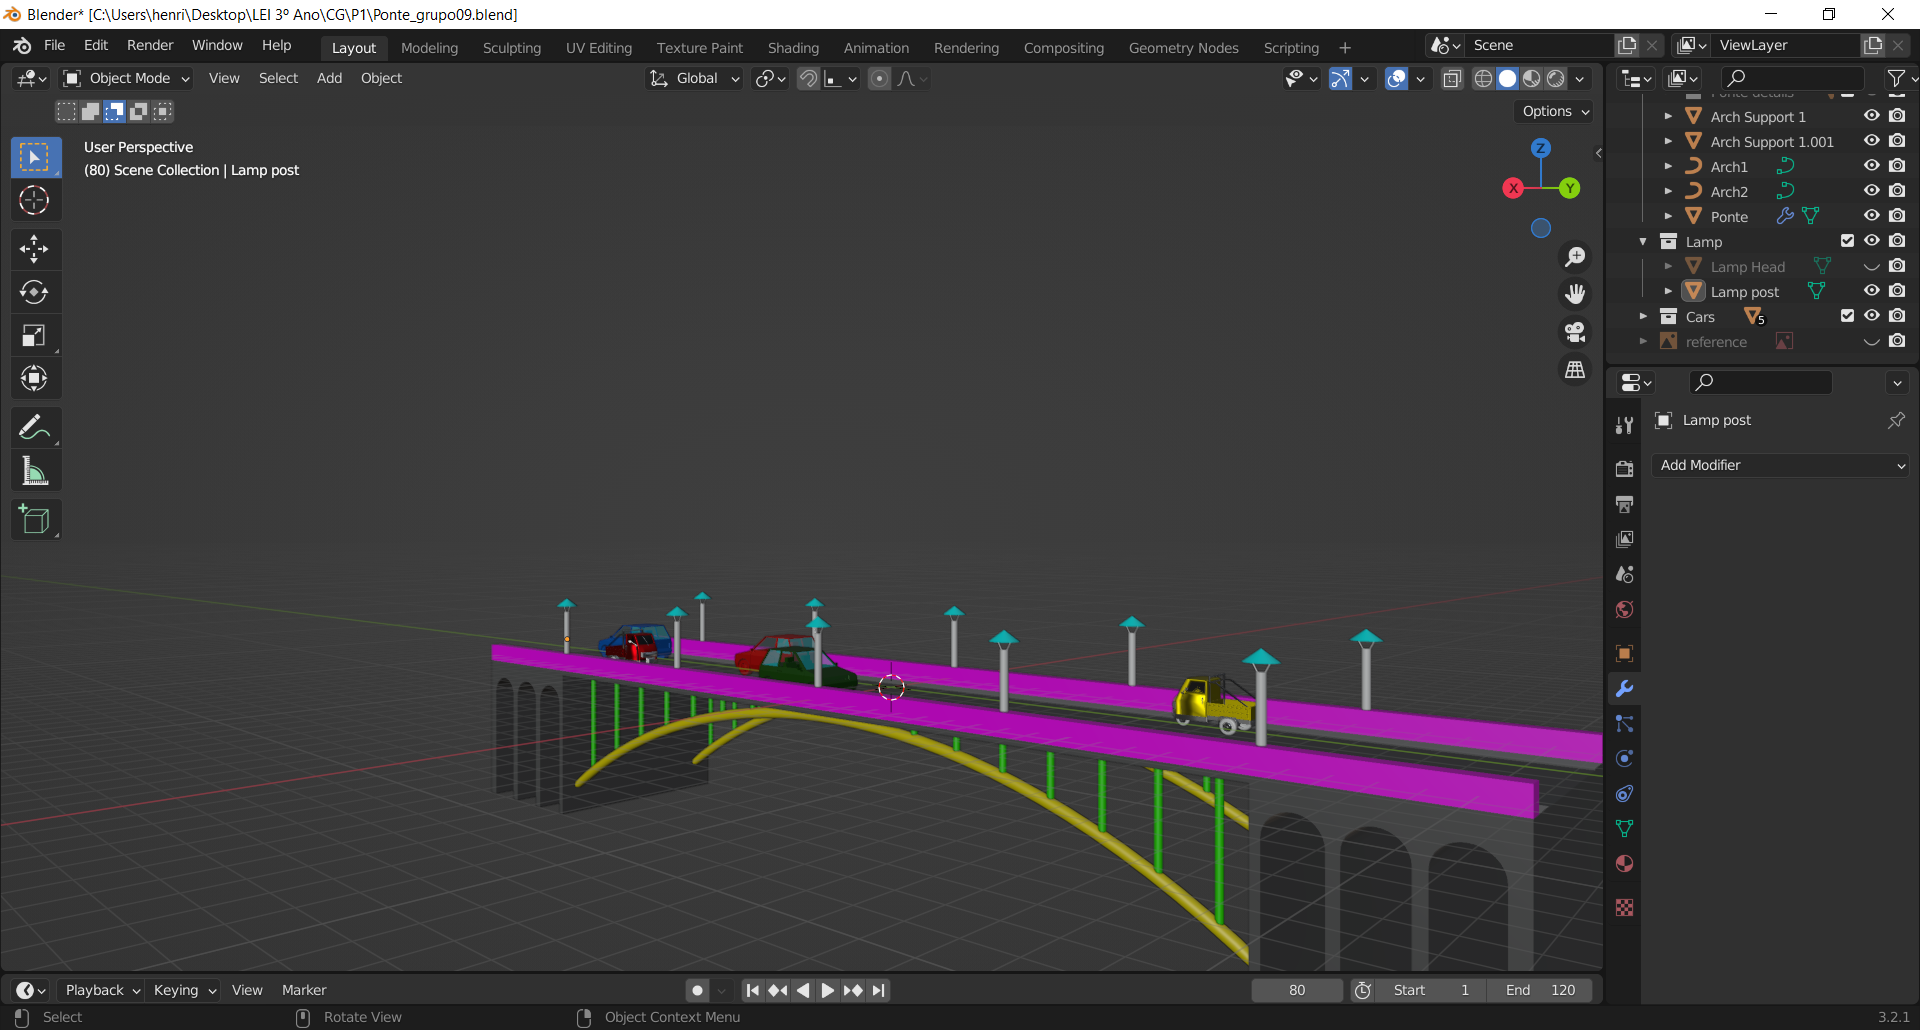 Blender* [C:\Users\henri\Desktop\LEI 3º Ano\CG\P1\Ponte_grupo09.blend]
File Edit Render Window Help
Layout Modeling Sculpting UV Editing Texture Paint Shading Animation Rendering Compositing Geometry Nodes Scripting +
Scene
ViewLayer
Object Mode View Select Add Object
Global
Options
User Perspective
(80) Scene Collection | Lamp post
Z
X
Y
Ponte details
Arch Support 1
Arch Support 1.001
Arch1
Arch2
Ponte
Lamp
Lamp Head
Lamp post
Cars 5
reference
Lamp post
Add Modifier
Playback Keying View Marker
80 Start 1 End 120
Select Rotate View Object Context Menu
3.2.1